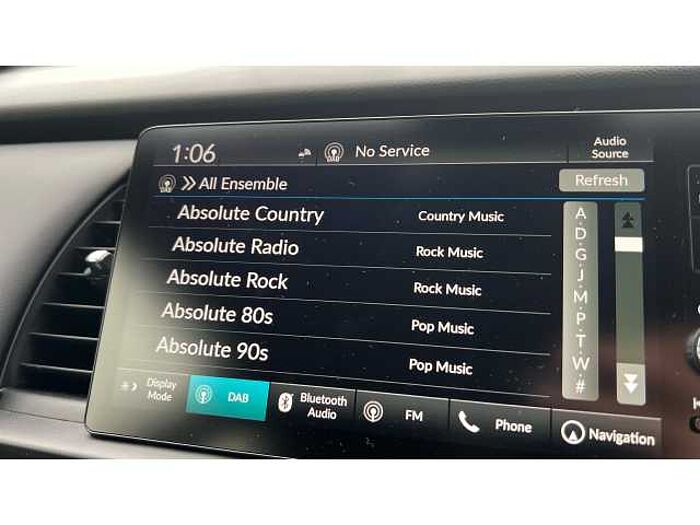 1:06 DAB No Service Audio Source
DAB All Ensemble Refresh
Absolute Country Country Music
Absolute Radio Rock Music
Absolute Rock Rock Music
Absolute 80s Pop Music
Absolute 90s Pop Music
A
D
G
J
M
P
T
W
#
Display Mode DAB Bluetooth Audio FM Phone Navigation